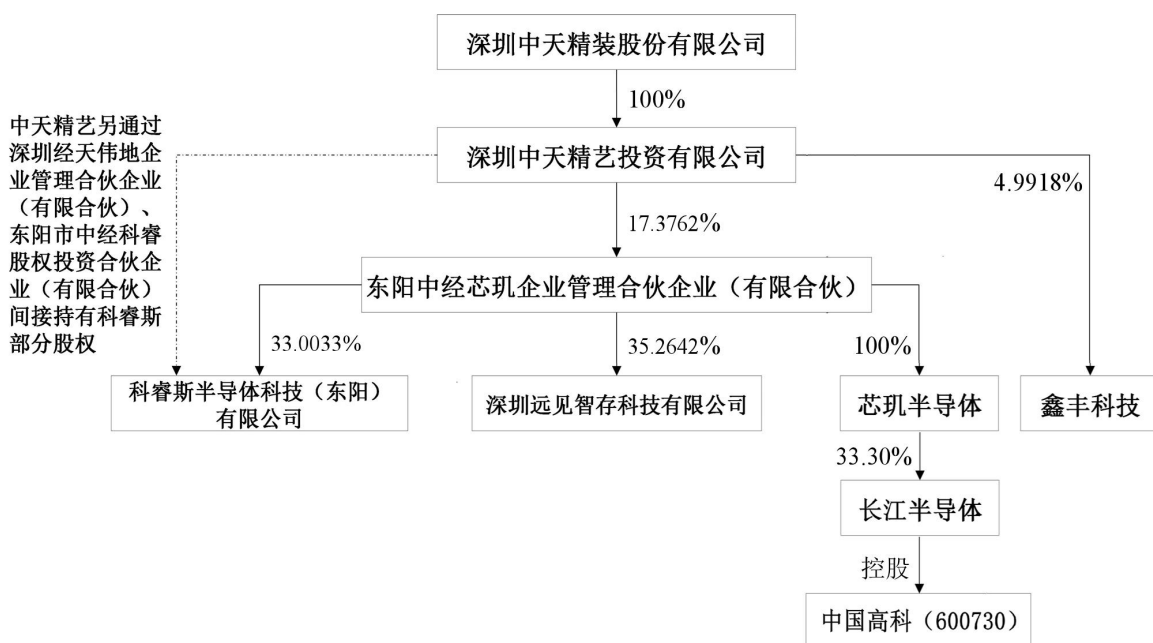 深圳中天精装股份有限公司
100%
中天精艺另通过
深圳经天伟地企
业管理合伙企业
（有限合伙）、
东阳市中经科睿
股权投资合伙企
业（有限合伙）
间接持有科睿斯
部分股权
深圳中天精艺投资有限公司
4.9918%
17.3762%
东阳中经芯玑企业管理合伙企业（有限合伙）
33.0033%
35.2642%
100%
科睿斯半导体科技（东阳）
有限公司
深圳远见智存科技有限公司
芯玑半导体
鑫丰科技
33.30%
长江半导体
控股
中国高科（600730）